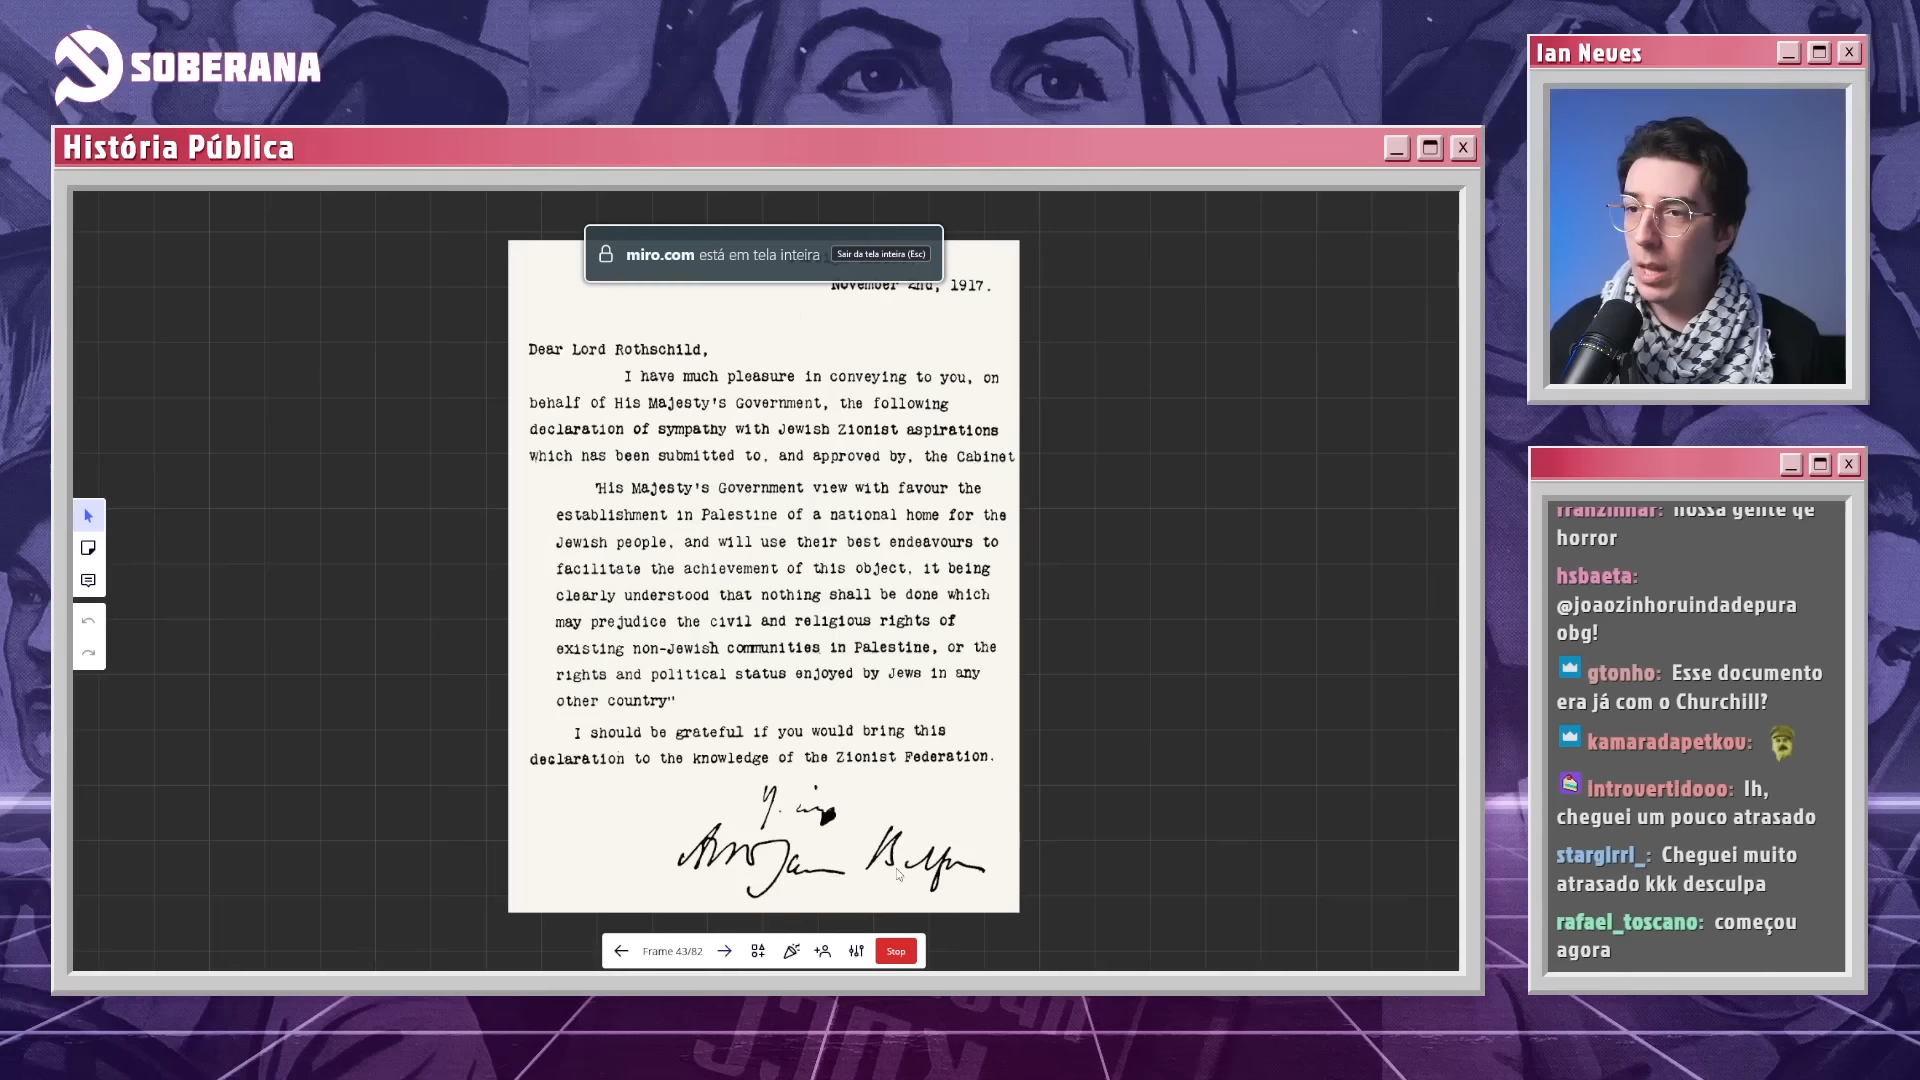 SOBERANA
História Pública
miro.com está em tela inteira
Sair da tela inteira (Esc)
November 2nd, 1917.
Dear Lord Rothschild,
I have much pleasure in conveying to you, on
behalf of His Majesty's Government, the following
declaration of sympathy with Jewish Zionist aspirations
which has been submitted to, and approved by, the Cabinet
"His Majesty's Government view with favour the
establishment in Palestine of a national home for the
Jewish people, and will use their best endeavours to
facilitate the achievement of this object, it being
clearly understood that nothing shall be done which
may prejudice the civil and religious rights of
existing non-Jewish communities in Palestine, or the
rights and political status enjoyed by Jews in any
other country"
I should be grateful if you would bring this
declaration to the knowledge of the Zionist Federation.
Frame 43/82
Stop
Ian Neves
franzinhar: nossa gente qe
horror
hsbaeta:
@joaozinhoruindadepura
obg!
gtonho: Esse documento
era já com o Churchill?
kamaradapetkov:
introvertidooo: Ih,
cheguei um pouco atrasado
stargirrl_: Cheguei muito
atrasado kkk desculpa
rafael_toscano: começou
agora